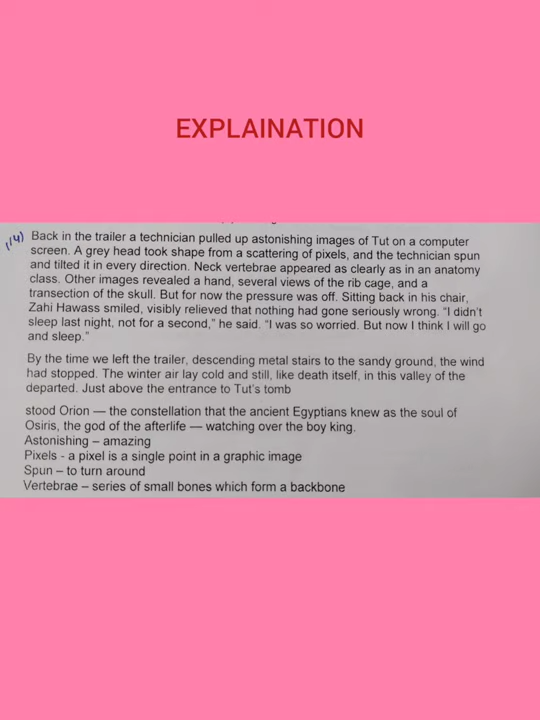 EXPLAINATION
(14) Back in the trailer a technician pulled up astonishing images of Tut on a computer
screen. A grey head took shape from a scattering of pixels, and the technician spun
and tilted it in every direction. Neck vertebrae appeared as clearly as in an anatomy
class. Other images revealed a hand, several views of the rib cage, and a
transection of the skull. But for now the pressure was off. Sitting back in his chair,
Zahi Hawass smiled, visibly relieved that nothing had gone seriously wrong. “I didn’t
sleep last night, not for a second,” he said. “I was so worried. But now I think I will go
and sleep.”
By the time we left the trailer, descending metal stairs to the sandy ground, the wind
had stopped. The winter air lay cold and still, like death itself, in this valley of the
departed. Just above the entrance to Tut’s tomb
stood Orion — the constellation that the ancient Egyptians knew as the soul of
Osiris, the god of the afterlife — watching over the boy king.
Astonishing – amazing
Pixels - a pixel is a single point in a graphic image
Spun – to turn around
Vertebrae – series of small bones which form a backbone